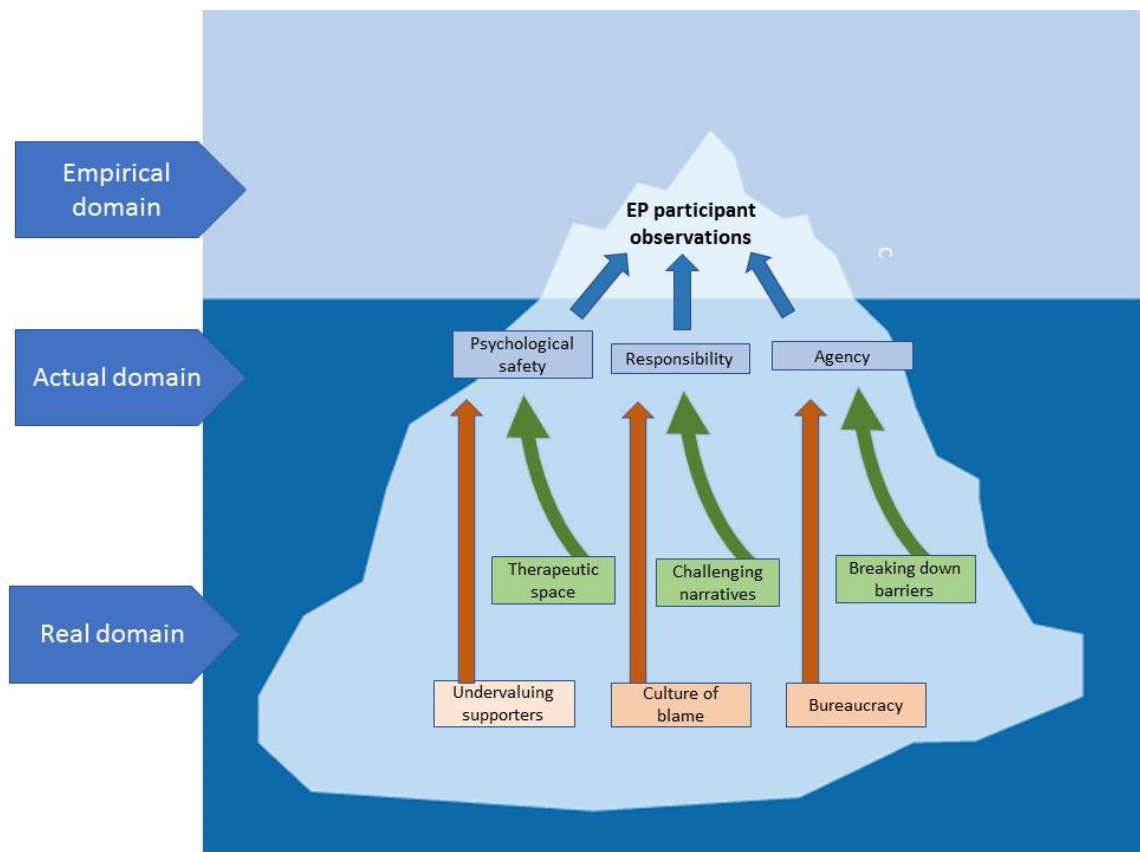 Empirical
domain
EP participant
observations
C
Actual domain
Psychological
safety
Responsibility
Agency
Therapeutic
space
Challenging
narratives
Breaking down
barriers
Real domain
Undervaluing
supporters
Culture of
blame
Bureaucracy